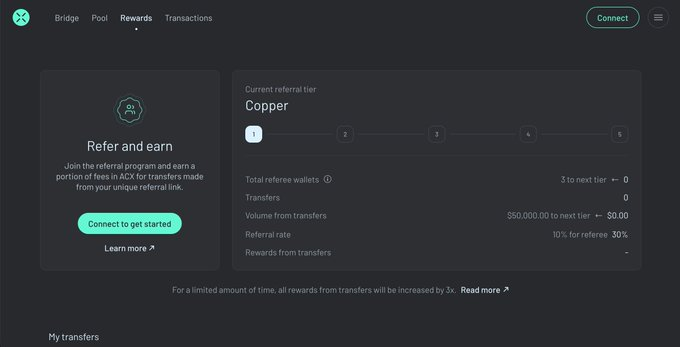 Bridge Pool Rewards Transactions Connect
Refer and earn
Join the referral program and earn a
portion of fees in ACX for transfers made
from your unique referral link.
Connect to get started
Learn more
Current referral tier
Copper
1 2 3 4 5
Total referee wallets 3 to next tier ← 0
Transfers 0
Volume from transfers $50,000.00 to next tier ← $0.00
Referral rate 10% for referee 30%
Rewards from transfers -
For a limited amount of time, all rewards from transfers will be increased by 3x. Read more
My transfers